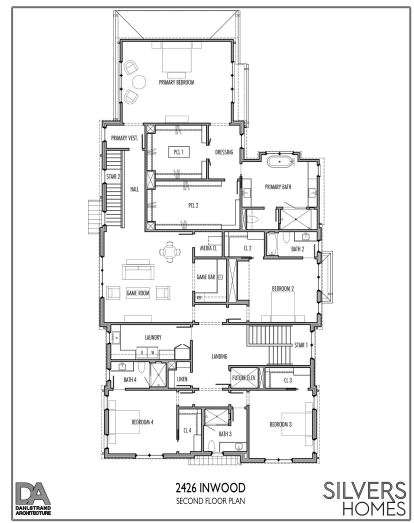 PRIMARY BEDROOM
PRIMARY VEST.
PCL 1
DRESSING
STAIR 2
HALL
PRIMARY BATH
PCL 2
MEDIA CL.
CL 2
BATH 2
GAME BAR
GAME ROOM
BEDROOM 2
LAUNDRY
STAIR 1
LANDING
BATH 4
LINEN
FUTURE ELEV.
CL 3
BEDROOM 4
CL 4
BATH 3
BEDROOM 3
DA
DAHLSTRAND
ARCHITECTURE
2426 INWOOD
SECOND FLOOR PLAN
SILVERS
HOMES